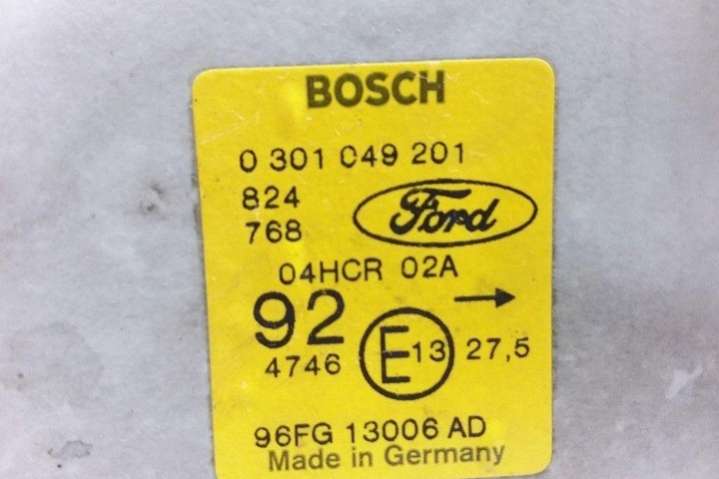 BOSCH
0 301 049 201
824
768
Ford
04HCR 02A
92 →
4746 E13 27,5
96FG 13006 AD
Made in Germany